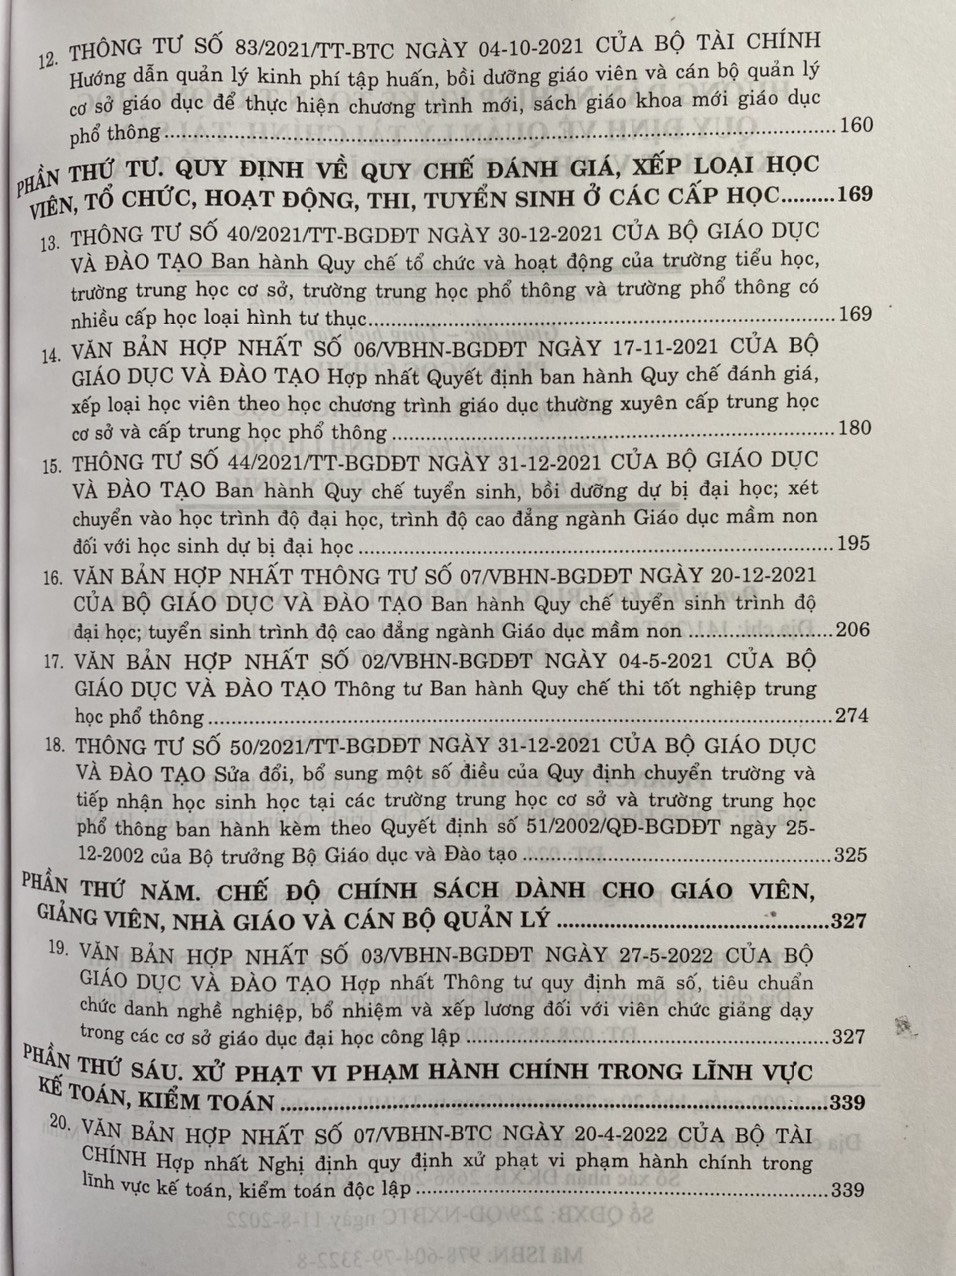 12. THÔNG TƯ SỐ 83/2021/TT-BTC NGÀY 04-10-2021 CỦA BỘ TÀI CHÍNH
Hướng dẫn quản lý kinh phí tập huấn, bồi dưỡng giáo viên và cán bộ quản lý
cơ sở giáo dục để thực hiện chương trình mới, sách giáo khoa mới giáo dục
phổ thông.....160
PHẦN THỨ TƯ. QUY ĐỊNH VỀ QUY CHẾ ĐÁNH GIÁ, XẾP LOẠI HỌC
VIÊN, TỔ CHỨC, HOẠT ĐỘNG, THI, TUYỂN SINH Ở CÁC CẤP HỌC.........169
13. THÔNG TƯ SỐ 40/2021/TT-BGDĐT NGÀY 30-12-2021 CỦA BỘ GIÁO DỤC
VÀ ĐÀO TẠO Ban hành Quy chế tổ chức và hoạt động của trường tiểu học,
trường trung học cơ sở, trường trung học phổ thông và trường phổ thông có
nhiều cấp học loại hình tư thục.....169
14. VĂN BẢN HỢP NHẤT SỐ 06/VBHN-BGDĐT NGÀY 17-11-2021 CỦA BỘ
GIÁO DỤC VÀ ĐÀO TẠO Hợp nhất Quyết định ban hành Quy chế đánh giá,
xếp loại học viên theo học chương trình giáo dục thường xuyên cấp trung học
cơ sở và cấp trung học phổ thông.....180
15. THÔNG TƯ SỐ 44/2021/TT-BGDĐT NGÀY 31-12-2021 CỦA BỘ GIÁO DỤC
VÀ ĐÀO TẠO Ban hành Quy chế tuyển sinh, bồi dưỡng dự bị đại học; xét
chuyển vào học trình độ đại học, trình độ cao đẳng ngành Giáo dục mầm non
đối với học sinh dự bị đại học.....195
16. VĂN BẢN HỢP NHẤT THÔNG TƯ SỐ 07/VBHN-BGDĐT NGÀY 20-12-2021
CỦA BỘ GIÁO DỤC VÀ ĐÀO TẠO Ban hành Quy chế tuyển sinh trình độ
đại học; tuyển sinh trình độ cao đẳng ngành Giáo dục mầm non.....206
17. VĂN BẢN HỢP NHẤT SỐ 02/VBHN-BGDĐT NGÀY 04-5-2021 CỦA BỘ
GIÁO DỤC VÀ ĐÀO TẠO Thông tư Ban hành Quy chế thi tốt nghiệp trung
học phổ thông.....274
18. THÔNG TƯ SỐ 50/2021/TT-BGDĐT NGÀY 31-12-2021 CỦA BỘ GIÁO DỤC
VÀ ĐÀO TẠO Sửa đổi, bổ sung một số điều của Quy định chuyển trường và
tiếp nhận học sinh học tại các trường trung học cơ sở và trường trung học
phổ thông ban hành kèm theo Quyết định số 51/2002/QĐ-BGDĐT ngày 25-
12-2002 của Bộ trưởng Bộ Giáo dục và Đào tạo.....325
PHẦN THỨ NĂM. CHẾ ĐỘ CHÍNH SÁCH DÀNH CHO GIÁO VIÊN,
GIẢNG VIÊN, NHÀ GIÁO VÀ CÁN BỘ QUẢN LÝ.....327
19. VĂN BẢN HỢP NHẤT SỐ 03/VBHN-BGDĐT NGÀY 27-5-2022 CỦA BỘ
GIÁO DỤC VÀ ĐÀO TẠO Hợp nhất Thông tư quy định mã số, tiêu chuẩn
chức danh nghề nghiệp, bổ nhiệm và xếp lương đối với viên chức giảng dạy
trong các cơ sở giáo dục đại học công lập.....327
PHẦN THỨ SÁU. XỬ PHẠT VI PHẠM HÀNH CHÍNH TRONG LĨNH VỰC
KẾ TOÁN, KIỂM TOÁN.....339
20. VĂN BẢN HỢP NHẤT SỐ 07/VBHN-BTC NGÀY 20-4-2022 CỦA BỘ TÀI
CHÍNH Hợp nhất Nghị định quy định xử phạt vi phạm hành chính trong
lĩnh vực kế toán, kiểm toán độc lập.....339